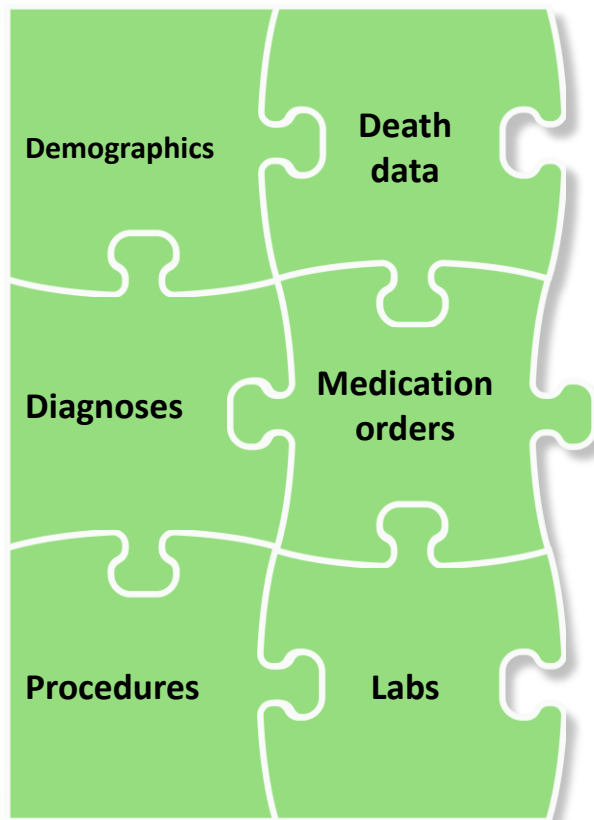 Demographics
Death
data
Diagnoses
Medication
orders
Procedures
Labs